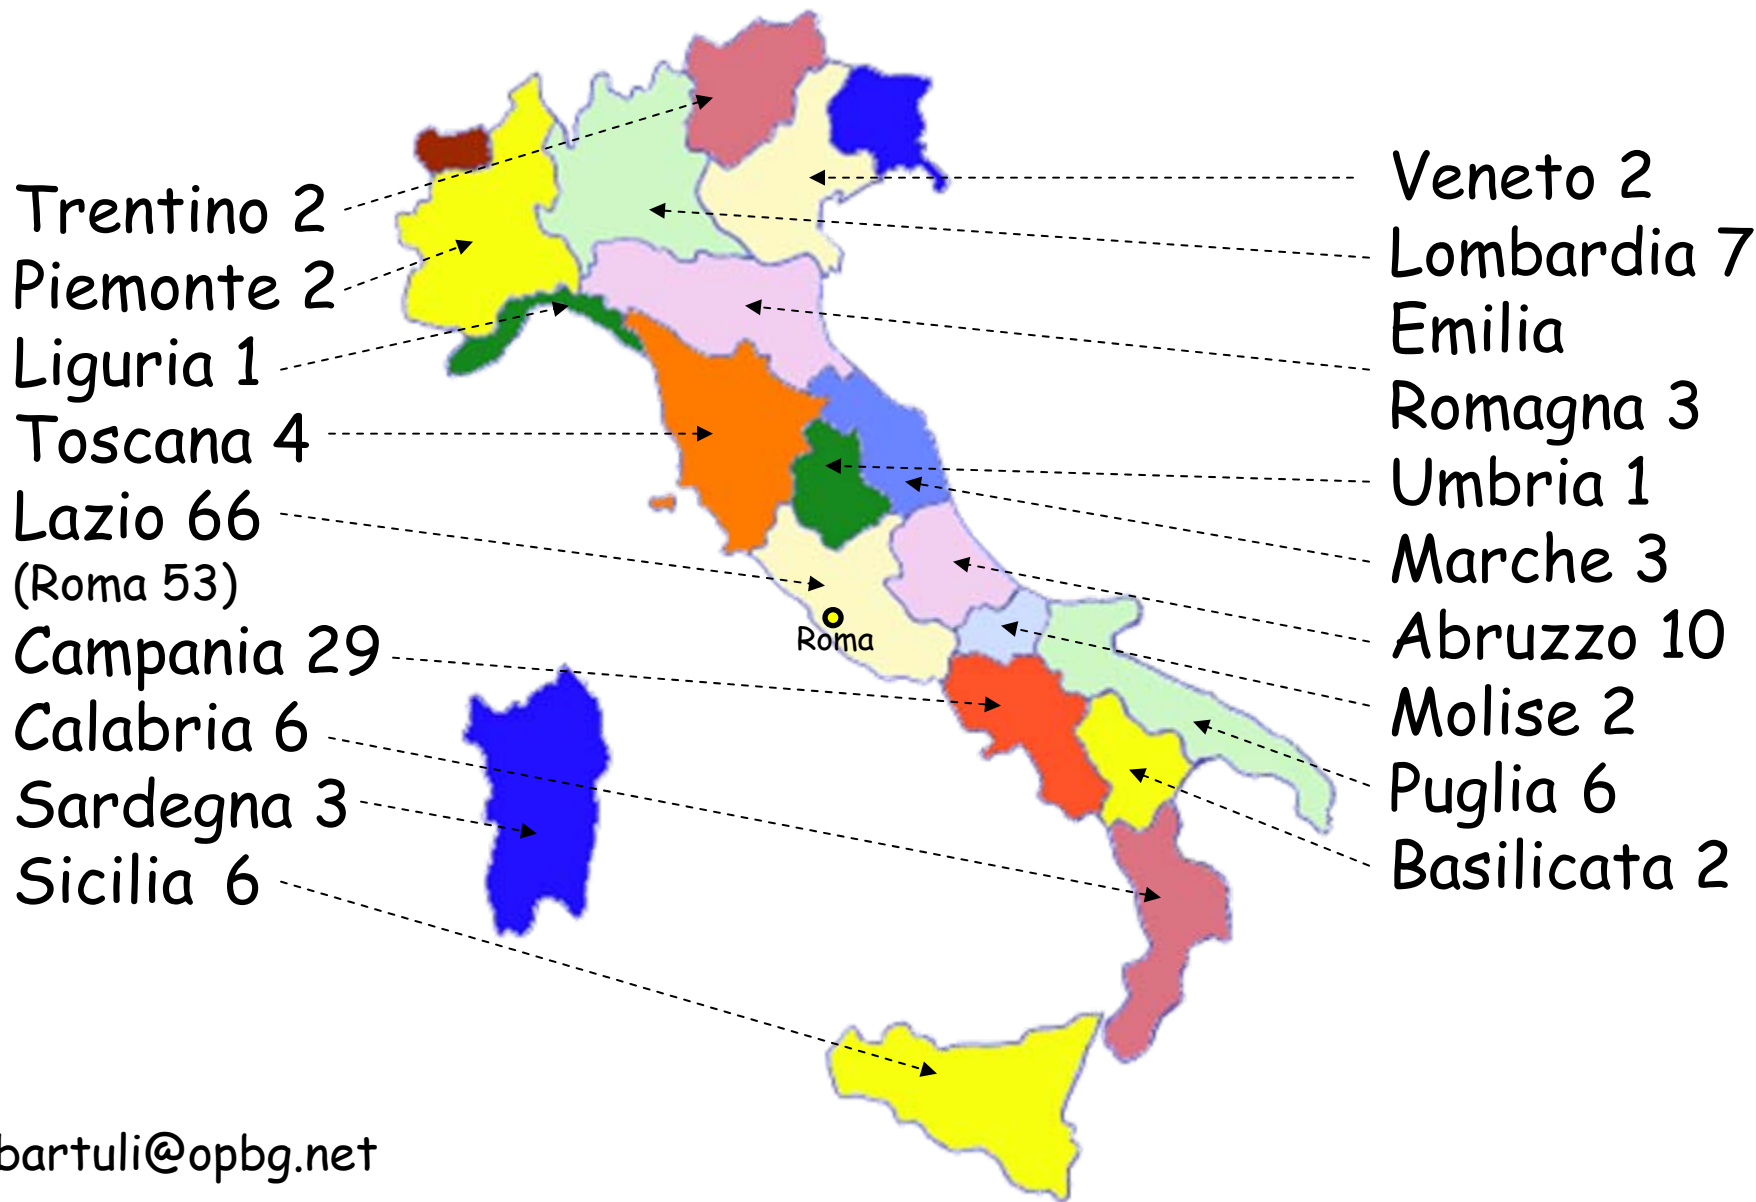 Trentino 2
Piemonte 2
Liguria 1
Toscana 4
Lazio 66
(Roma 53)
Campania 29
Calabria 6
Sardegna 3
Sicilia 6
Roma
Veneto 2
Lombardia 7
Emilia
Romagna 3
Umbria 1
Marche 3
Abruzzo 10
Molise 2
Puglia 6
Basilicata 2
bartuli@opbg.net